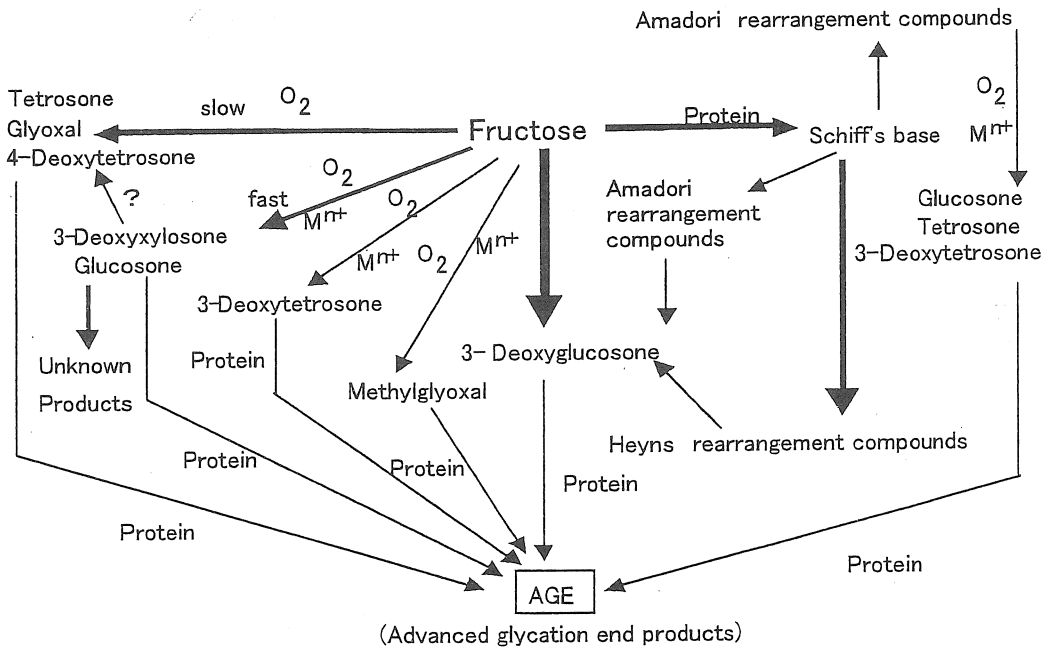 Amadori rearrangement compounds
Tetrosone
Glyoxal
4-Deoxytetrosone
slow O2
Fructose
Protein
Schiff's base
O2
Mn+
?
fast
O2
Mn+
O2
Mn+
O2
Mn+
Amadori
rearrangement
compounds
Glucosone
Tetrosone
3-Deoxytetrosone
3-Deoxyxylosone
Glucosone
3-Deoxytetrosone
Unknown
Products
Protein
Methylglyoxal
3- Deoxyglucosone
Heyns rearrangement compounds
Protein
Protein
Protein
Protein
Protein
AGE
(Advanced glycation end products)